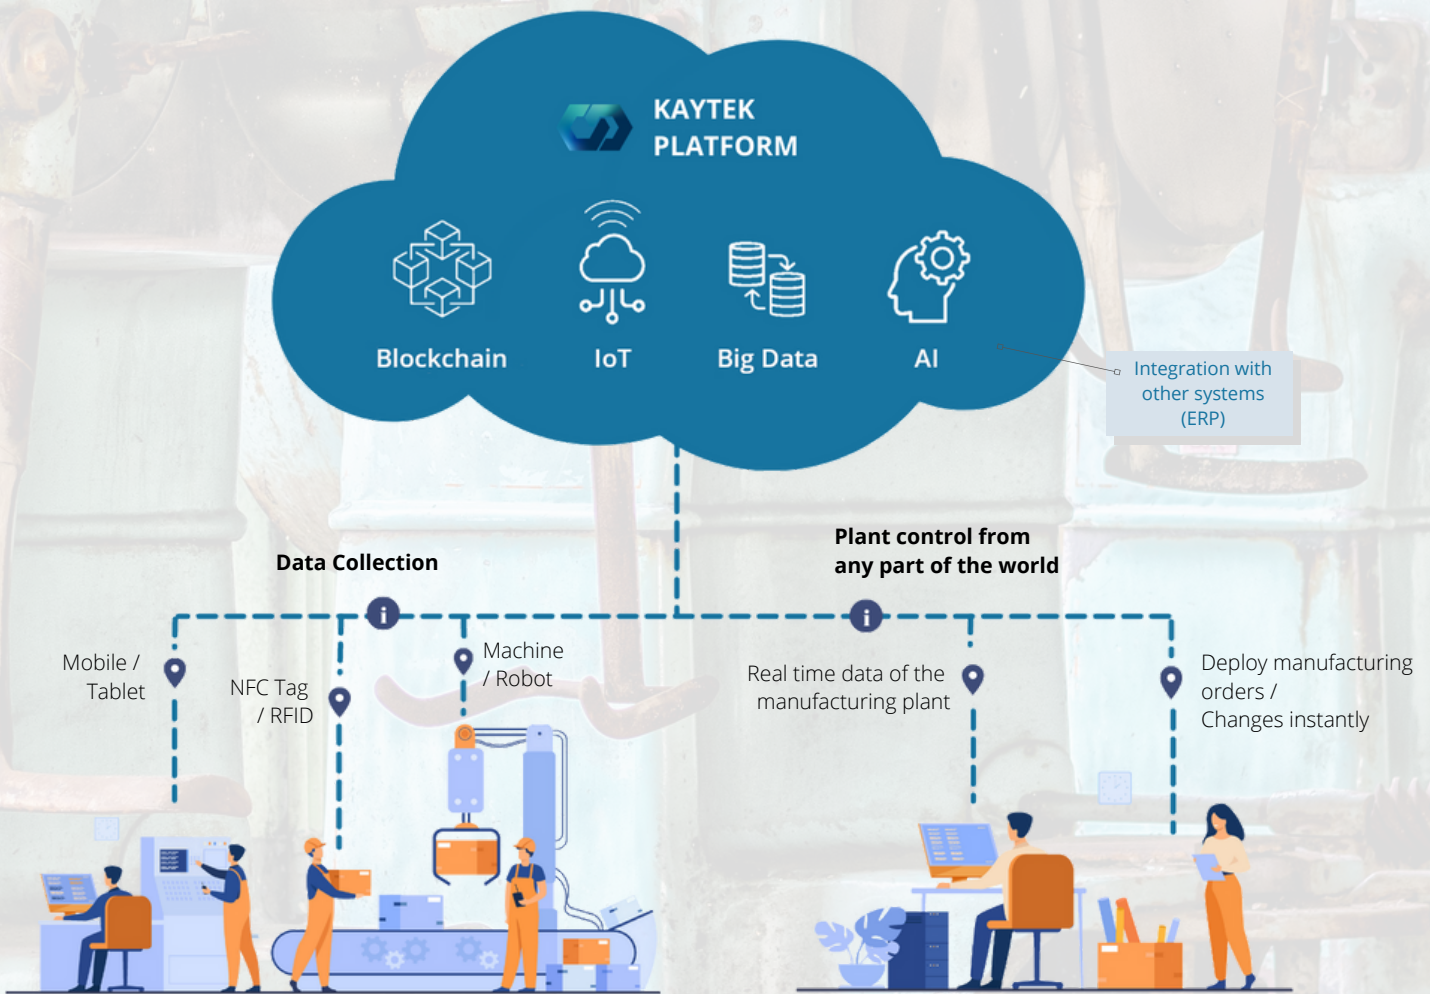 KAYTEK
PLATFORM
Blockchain
IoT
Big Data
AI
Integration with
other systems
(ERP)
Data Collection
Plant control from
any part of the world
Mobile /
Tablet
NFC Tag
/ RFID
Machine
/ Robot
Real time data of the
manufacturing plant
Deploy manufacturing
orders /
Changes instantly